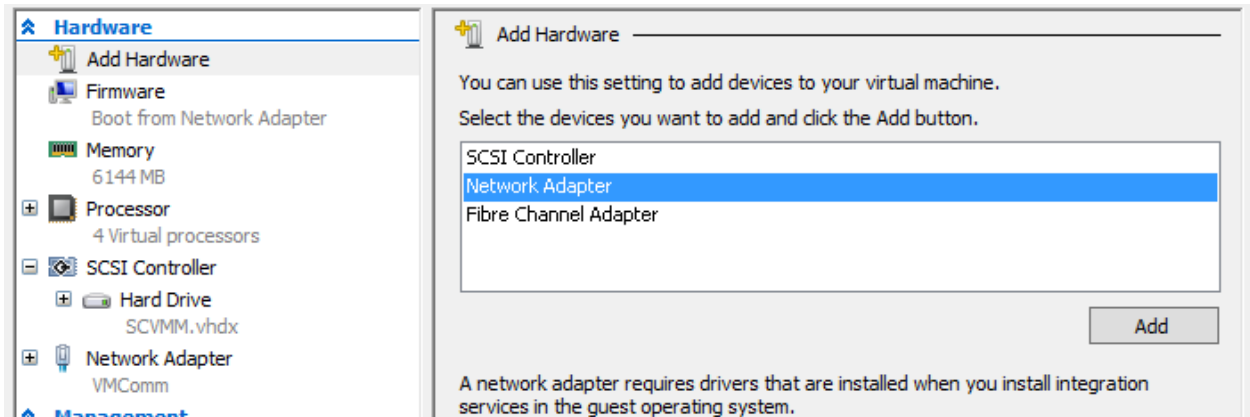 Hardware
Add Hardware
Firmware
Boot from Network Adapter
Memory
6144 MB
Processor
4 Virtual processors
SCSI Controller
Hard Drive
SCVMM.vhdx
Network Adapter
VMComm
Management
Add Hardware
You can use this setting to add devices to your virtual machine.
Select the devices you want to add and click the Add button.
SCSI Controller
Network Adapter
Fibre Channel Adapter
Add
A network adapter requires drivers that are installed when you install integration
services in the guest operating system.